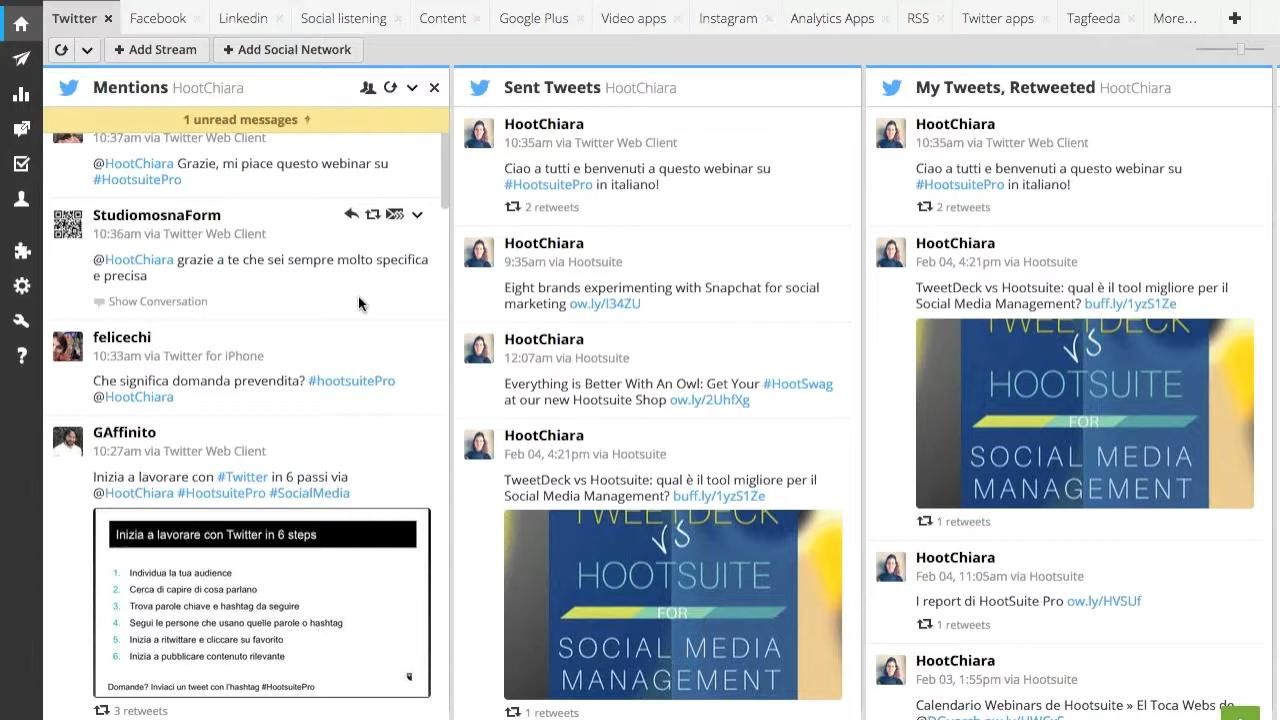 Twitter
Facebook
Linkedin
Social listening
Content
Google Plus
Video apps
Instagram
Analytics Apps
RSS
Times apps
Tagfeeda
More...
Add Stream
Add Social Network
Mentions HootChiara
1 unread messages
10:37am via Twitter Web Client
@HootChiara Grazie, mi piace questo webinar su
#HootsuitePro
StudiomosnaForm
10:36am via Twitter Web Client
@HootChiara grazie a te che sei sempre molto specifica
e precisa
Show Conversation
felicechi
10:33am via Twitter for iPhone
Che significa domanda prevendita? #hootsuitePro
@HootChiara
GAffinito
10:27am via Twitter Web Client
Inizia a lavorare con #Twitter in 6 passi via
@HootChiara #HootsuitePro #SocialMedia
Inizia a lavorare con Twitter in 6 steps
1. Individua la tua audience
2. Cerca di capire di cosa parlano
3. Trova parole chiave e hashtag da seguire
4. Segui le persone che usano quelle parole o hashtag
5. Inizia a ritwittare e cliccare su favorito
6. Inizia a pubblicare contenuto rilevante
Domande? Inviaci un tweet con l'hashtag #HootsuitePro
3 retweets
Sent Tweets HootChiara
HootChiara
10:35am via Twitter Web Client
Ciao a tutti e benvenuti a questo webinar su
#HootsuitePro in italiano!
2 retweets
HootChiara
9:35am via Hootsuite
Eight brands experimenting with Snapchat for social
marketing ow.ly/I34ZU
HootChiara
12:07am via Hootsuite
Everything is Better With An Owl: Get Your #HootSwag
at our new Hootsuite Shop ow.ly/2UhfXg
HootChiara
Feb 04, 4:21pm via Hootsuite
TweetDeck vs Hootsuite: qual è il tool migliore per il
Social Media Management? buff.ly/1yzS1Ze
TWEETDECK
VS
HOOTSUITE
FOR
SOCIAL MEDIA
MANAGEMENT
1 retweets
My Tweets, Retweeted HootChiara
HootChiara
10:35am via Twitter Web Client
Ciao a tutti e benvenuti a questo webinar su
#HootsuitePro in italiano!
2 retweets
HootChiara
Feb 04, 4:21pm via Hootsuite
TweetDeck vs Hootsuite: qual è il tool migliore per il
Social Media Management? buff.ly/1yzS1Ze
TWEETDECK
VS
HOOTSUITE
FOR
SOCIAL MEDIA
MANAGEMENT
1 retweets
HootChiara
Feb 04, 11:05am via Hootsuite
I report di HootSuite Pro ow.ly/HVSUf
1 retweets
HootChiara
Feb 03, 1:55pm via Hootsuite
Calendario Webinars de Hootsuite » El Toca Webs de